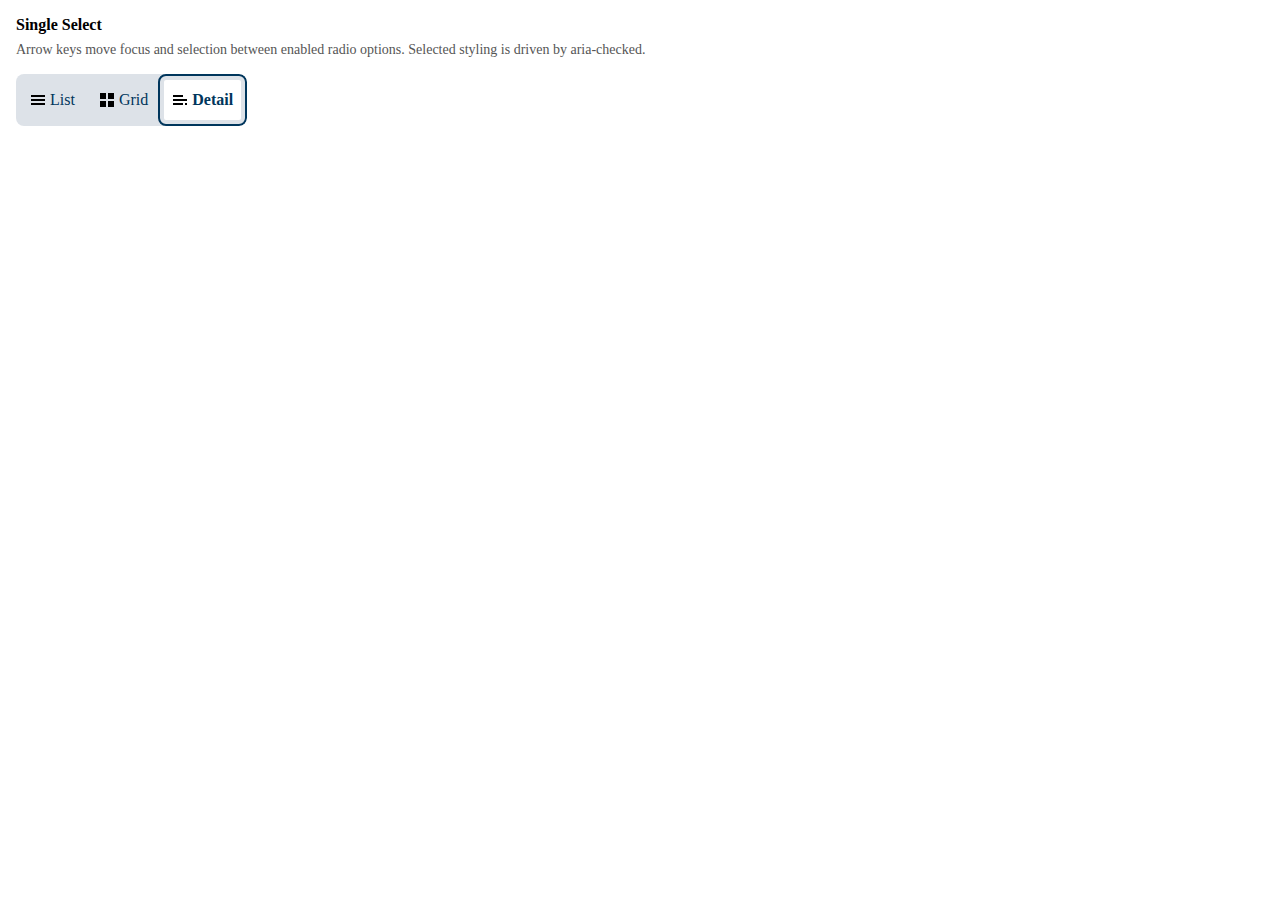 Single Select
Arrow keys move focus and selection between enabled radio options. Selected styling is driven by aria-checked.
List Grid Detail